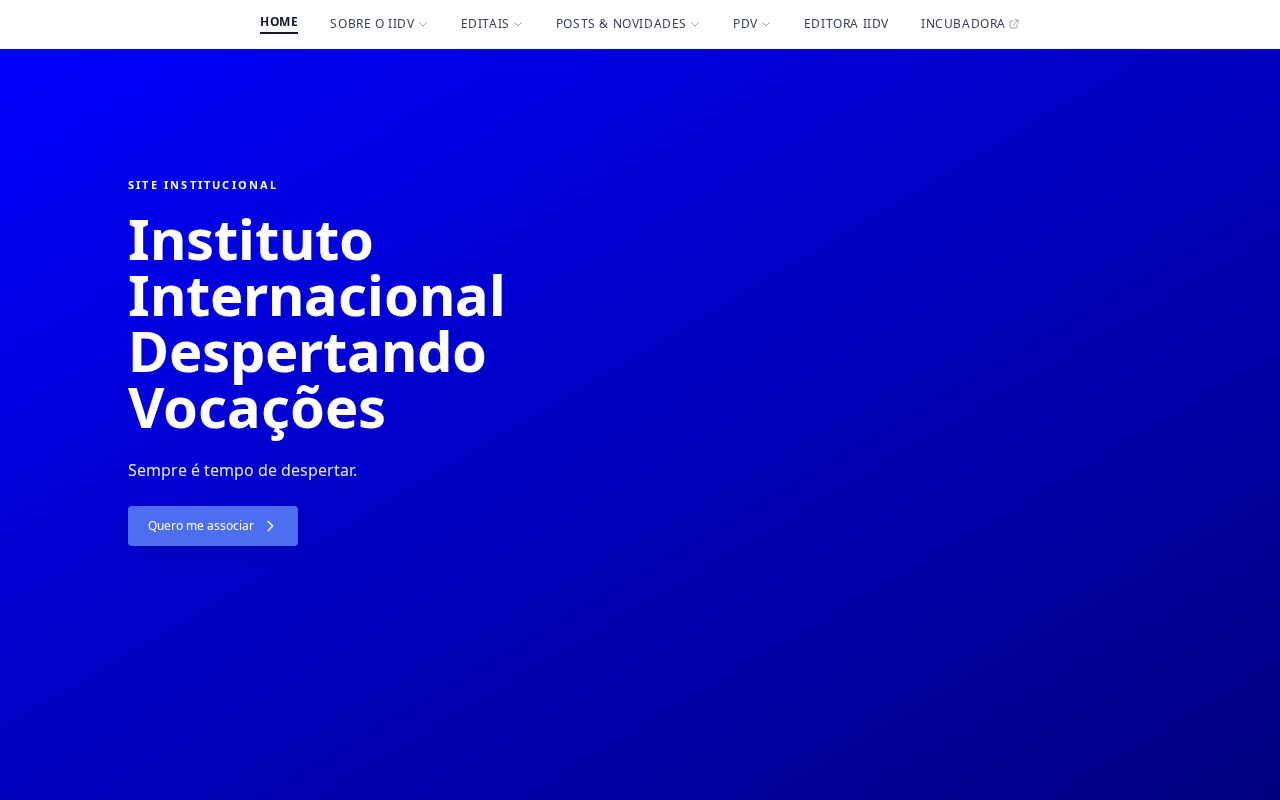 HOME
SOBRE O IIDV
EDITAIS
POSTS & NOVIDADES
PDV
EDITORA IIDV
INCUBADORA
SITE INSTITUCIONAL
Instituto
Internacional
Despertando
Vocações
Sempre é tempo de despertar.
Quero me associar